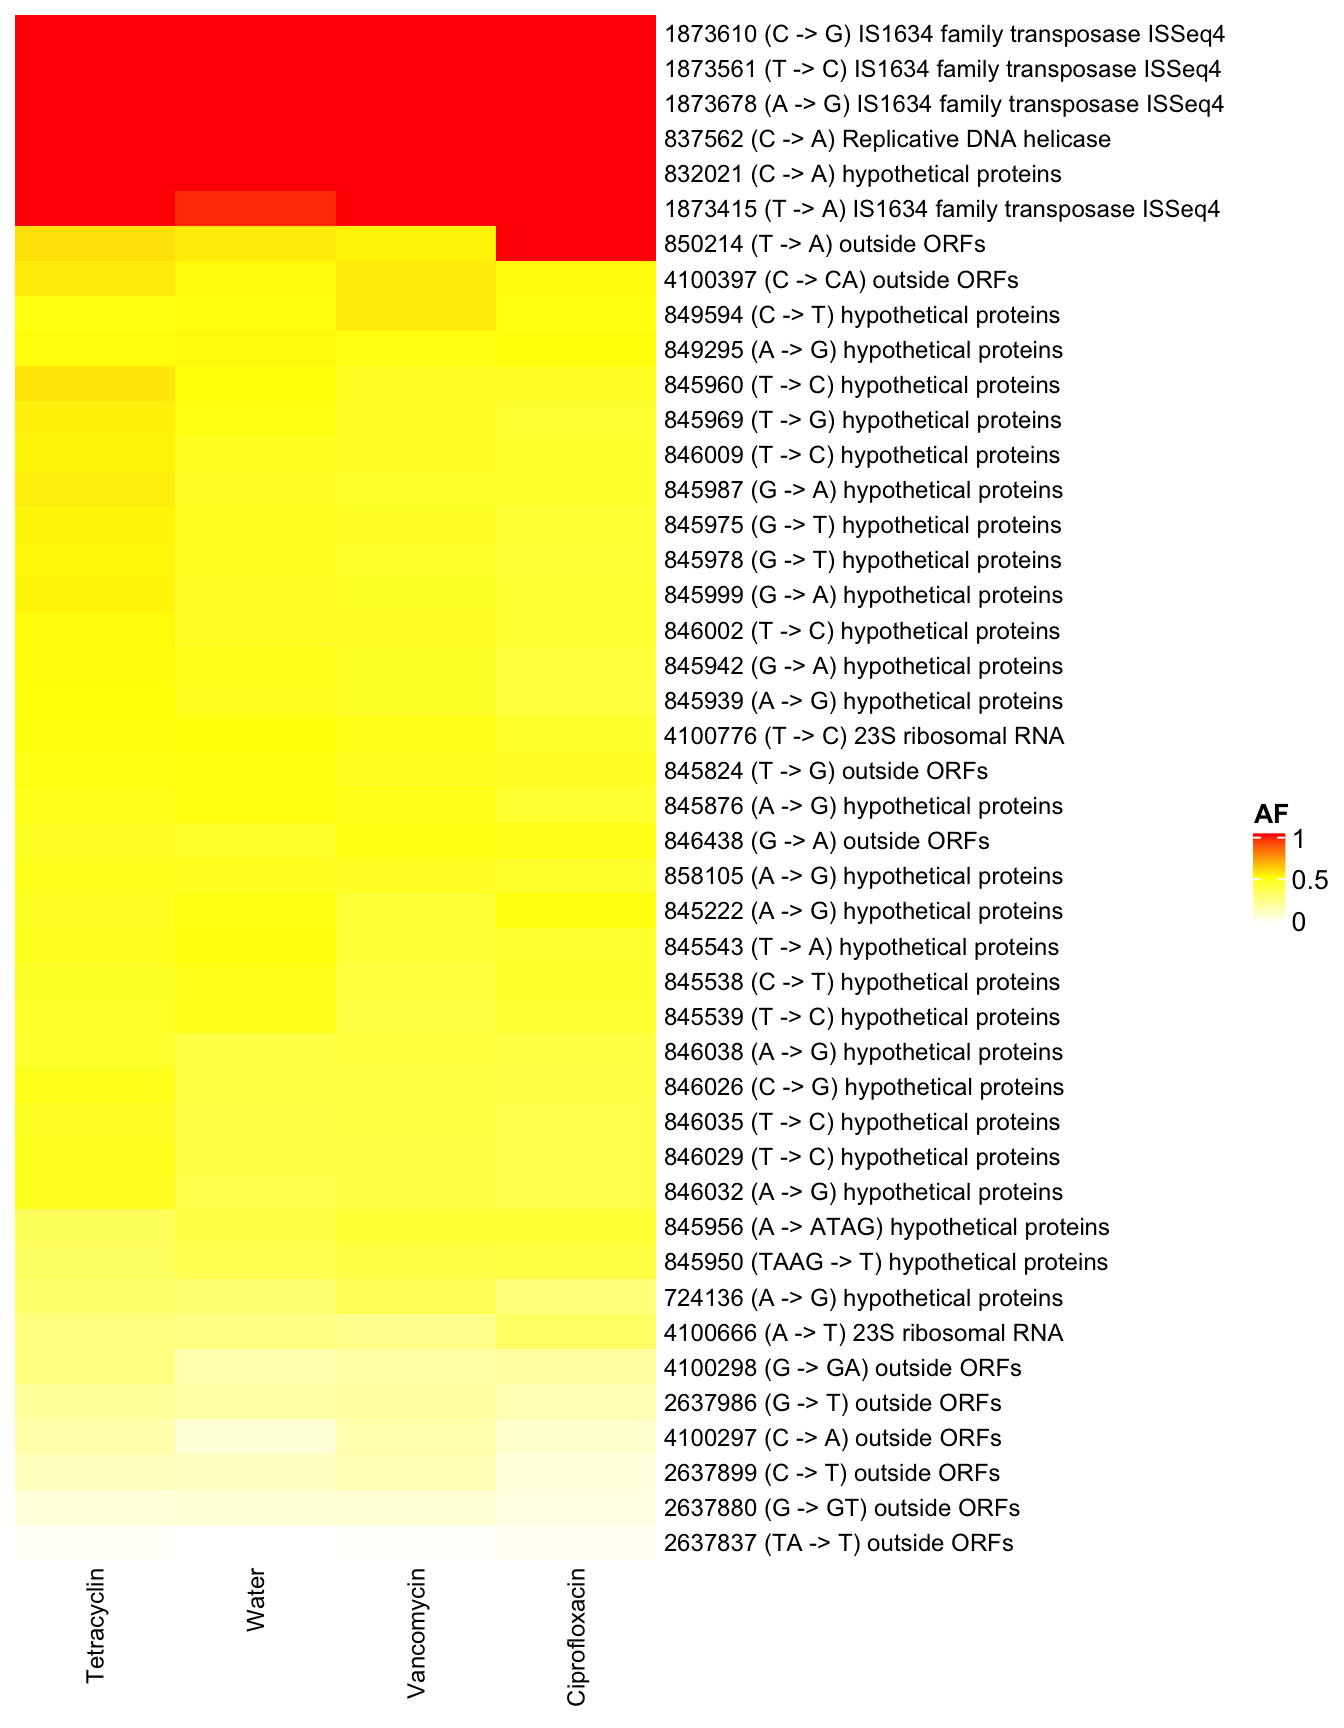 1873610 (C -> G) IS1634 family transposase ISSeq4
1873561 (T -> C) IS1634 family transposase ISSeq4
1873678 (A -> G) IS1634 family transposase ISSeq4
837562 (C -> A) Replicative DNA helicase
832021 (C -> A) hypothetical proteins
1873415 (T -> A) IS1634 family transposase ISSeq4
850214 (T -> A) outside ORFs
4100397 (C -> CA) outside ORFs
849594 (C -> T) hypothetical proteins
849295 (A -> G) hypothetical proteins
845960 (T -> C) hypothetical proteins
845969 (T -> G) hypothetical proteins
846009 (T -> C) hypothetical proteins
845987 (G -> A) hypothetical proteins
845975 (G -> T) hypothetical proteins
845978 (G -> T) hypothetical proteins
845999 (G -> A) hypothetical proteins
846002 (T -> C) hypothetical proteins
845942 (G -> A) hypothetical proteins
845939 (A -> G) hypothetical proteins
4100776 (T -> C) 23S ribosomal RNA
845824 (T -> G) outside ORFs
845876 (A -> G) hypothetical proteins
846438 (G -> A) outside ORFs
858105 (A -> G) hypothetical proteins
845222 (A -> G) hypothetical proteins
845543 (T -> A) hypothetical proteins
845538 (C -> T) hypothetical proteins
845539 (T -> C) hypothetical proteins
846038 (A -> G) hypothetical proteins
846026 (C -> G) hypothetical proteins
846035 (T -> C) hypothetical proteins
846029 (T -> C) hypothetical proteins
846032 (A -> G) hypothetical proteins
845956 (A -> ATAG) hypothetical proteins
845950 (TAAG -> T) hypothetical proteins
724136 (A -> G) hypothetical proteins
4100666 (A -> T) 23S ribosomal RNA
4100298 (G -> GA) outside ORFs
2637986 (G -> T) outside ORFs
4100297 (C -> A) outside ORFs
2637899 (C -> T) outside ORFs
2637880 (G -> GT) outside ORFs
2637837 (TA -> T) outside ORFs
Tetracyclin
Water
Vancomycin
Ciprofloxacin
AF
1
0.5
0